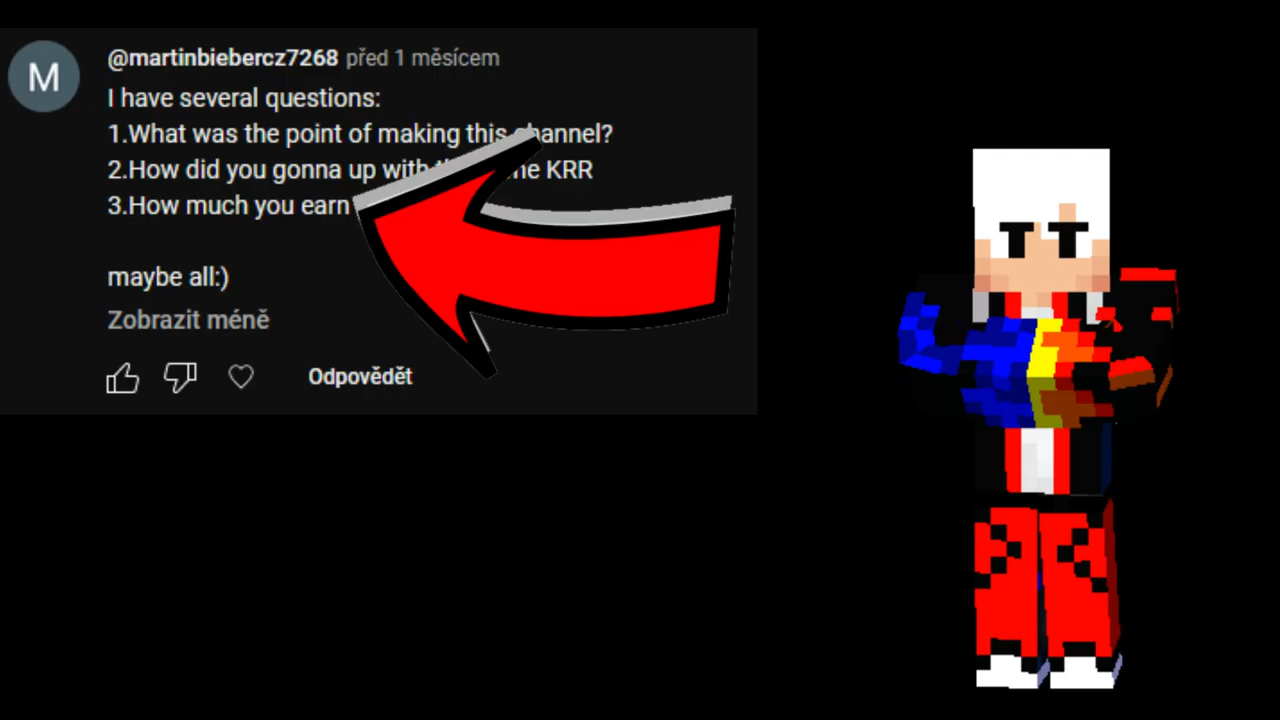 M
@martinbiebercz7268 před 1 měsícem
I have several questions:
1.What was the point of making this channel?
2.How did you gonna up with KRR
3.How much you earn
maybe all:)
Zobrazit méně
Odpovědět